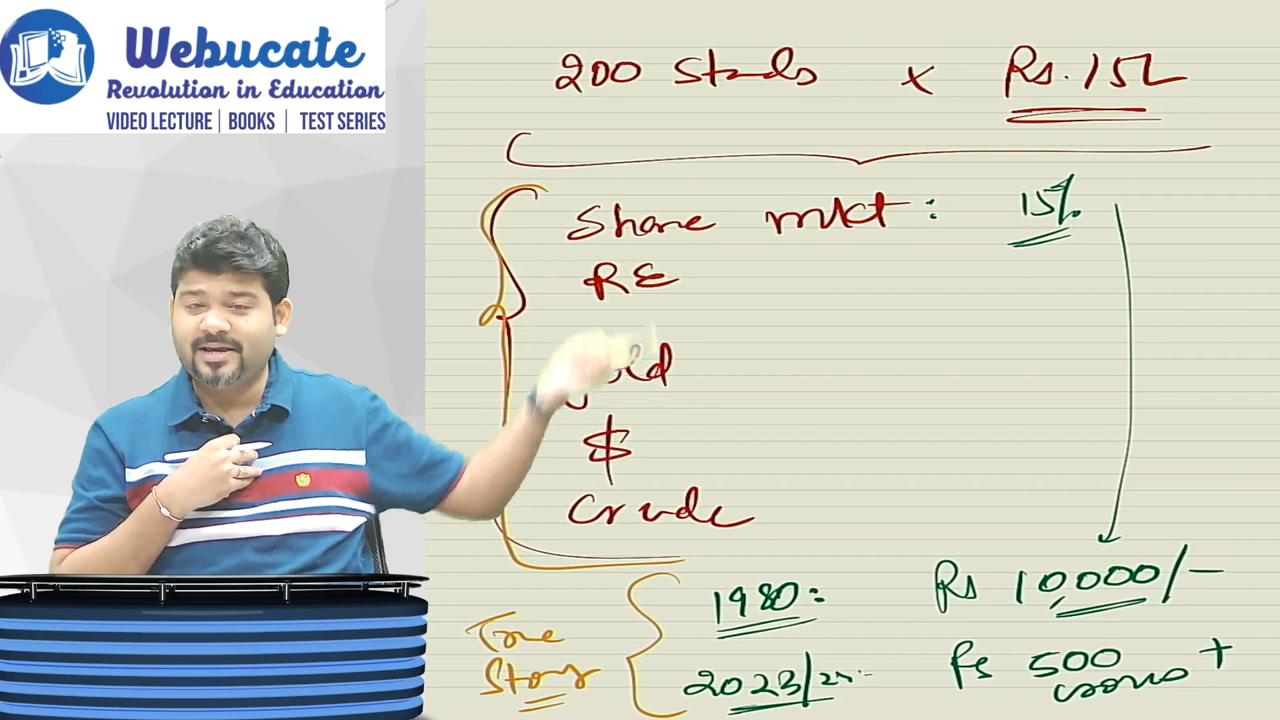 Webucate
Revolution in Education
VIDEO LECTURE | BOOKS | TEST SERIES
200 Studs x Rs. 15L
Share mkt : 15%
RE
$
Crude
True
Story
1980: Rs 10,000/-
2023/24 Rs 500 crores +